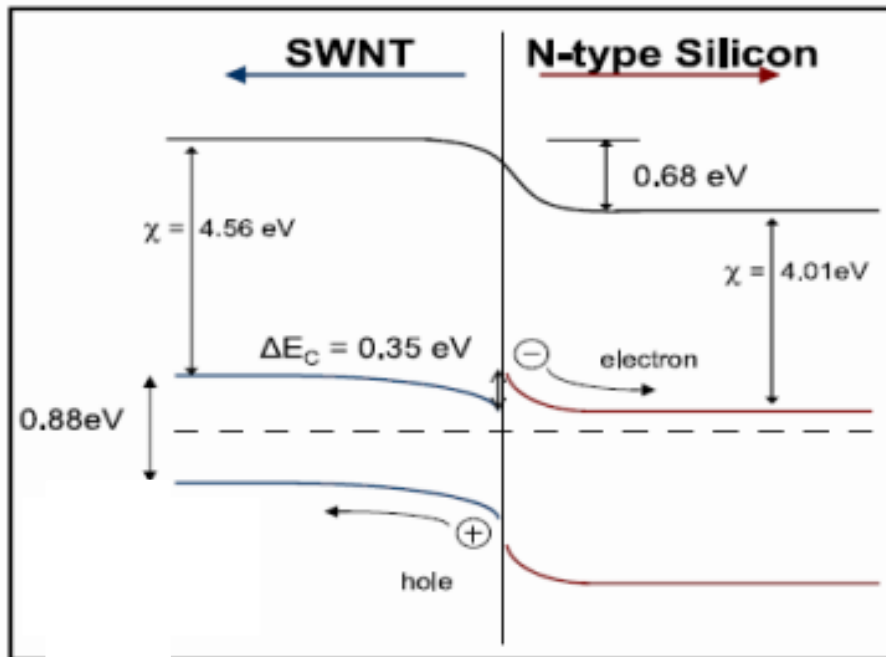 SWNT
N-type Silicon
0.68 eV
χ = 4.56 eV
χ = 4.01eV
ΔEC = 0.35 eV
electron
0.88eV
hole